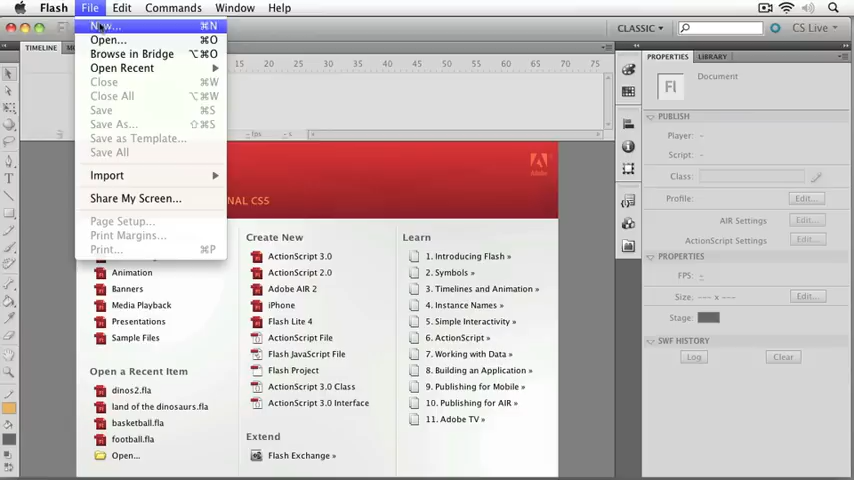 Flash File Edit Commands Window Help
CLASSIC CS Live
TIMELINE
New... ⌘N
Open... ⌘O
Browse in Bridge ⌥⌘O
Open Recent
Close ⌘W
Close All ⌥⌘W
Save ⌘S
Save As... ⇧⌘S
Save as Template...
Save All
Import
Share My Screen...
Page Setup...
Print Margins...
Print... ⌘P
15 20 25 30 35 40 45 50 55 60 65 70 75
fps s
Adobe
NAL CS5
Animation
Banners
Media Playback
Presentations
Sample Files
Open a Recent Item
dinos2.fla
land of the dinosaurs.fla
basketball.fla
football.fla
Open...
Create New
ActionScript 3.0
ActionScript 2.0
Adobe AIR 2
iPhone
Flash Lite 4
ActionScript File
Flash JavaScript File
Flash Project
ActionScript 3.0 Class
ActionScript 3.0 Interface
Extend
Flash Exchange »
Learn
1. Introducing Flash »
2. Symbols »
3. Timelines and Animation »
4. Instance Names »
5. Simple Interactivity »
6. ActionScript »
7. Working with Data »
8. Building an Application »
9. Publishing for Mobile »
10. Publishing for AIR »
11. Adobe TV »
PROPERTIES LIBRARY
Fl Document
PUBLISH
Player: -
Script: -
Class:
Profile: Edit...
AIR Settings Edit...
ActionScript Settings Edit...
PROPERTIES
FPS: -
Size: --- x --- Edit...
Stage:
SWF HISTORY
Log Clear